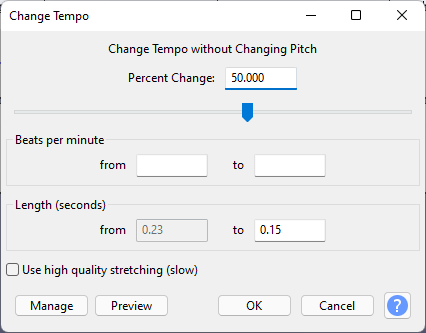 Change Tempo
Change Tempo without Changing Pitch
Percent Change: 50.000
Beats per minute
from to
Length (seconds)
from 0.23 to 0.15
Use high quality stretching (slow)
Manage Preview OK Cancel ?